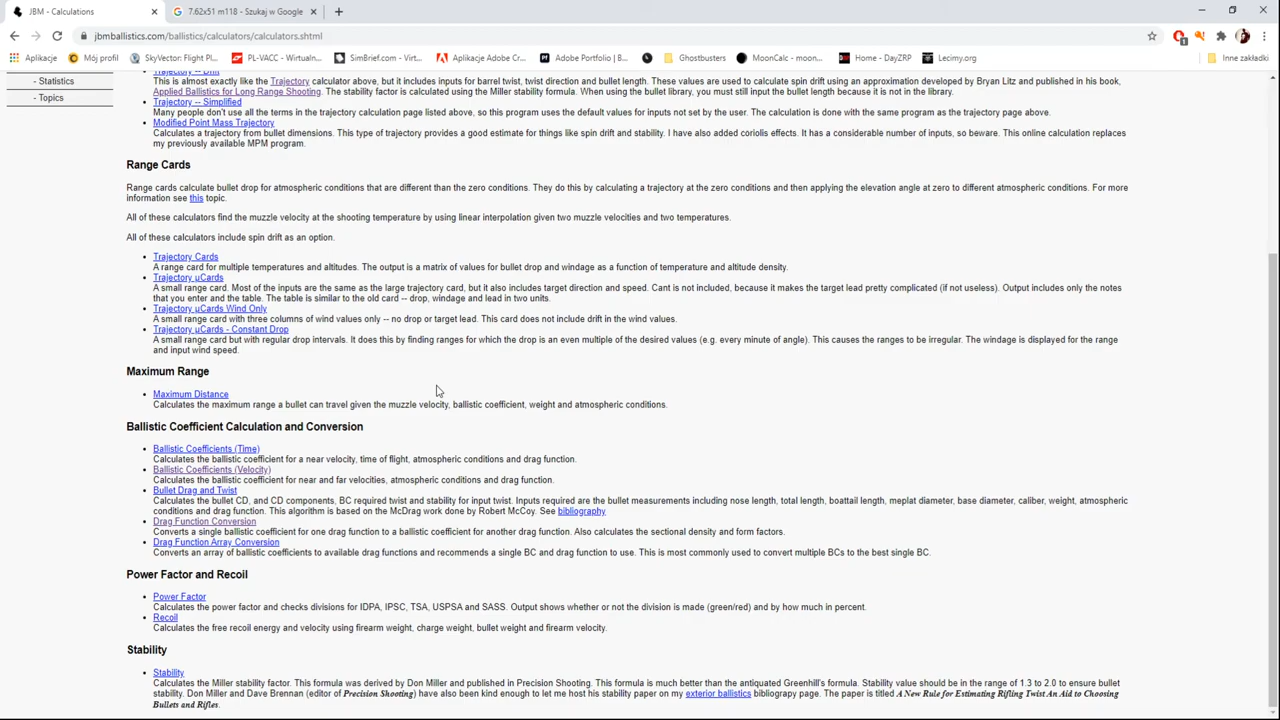 JBM - Calculations
7.62x51 m118 - Szukaj w Google
jbmballistics.com/ballistics/calculators/calculators.shtml
Aplikacje Mój profil SkyVector: Flight Pl... PL-VACC - Wirtualn... SimBrief.com - Virt... Aplikacje Adobe Cr... Adobe Portfolio | B... Ghostbusters MoonCalc - moon... Home - DayZRP Lecimy.org Inne zakładki
- Statistics
- Topics
Trajectory -- Drift
This is almost exactly like the Trajectory calculator above, but it includes inputs for barrel twist, twist direction and bullet length. These values are used to calculate spin drift using an approximation developed by Bryan Litz and published in his book,
Applied Ballistics for Long Range Shooting. The stability factor is calculated using the Miller stability formula. When using the bullet library, you must still input the bullet length because it is not in the library.
Trajectory -- Simplified
Many people don't use all the terms in the trajectory calculation page listed above, so this program uses the default values for inputs not set by the user. The calculation is done with the same program as the trajectory page above.
Modified Point Mass Trajectory
Calculates a trajectory from bullet dimensions. This type of trajectory provides a good estimate for things like spin drift and stability. I have also added coriolis effects. It has a considerable number of inputs, so beware. This online calculation replaces
my previously available MPM program.
Range Cards
Range cards calculate bullet drop for atmospheric conditions that are different than the zero conditions. They do this by calculating a trajectory at the zero conditions and then applying the elevation angle at zero to different atmospheric conditions. For more
information see this topic.
All of these calculators find the muzzle velocity at the shooting temperature by using linear interpolation given two muzzle velocities and two temperatures.
All of these calculators include spin drift as an option.
Trajectory Cards
A range card for multiple temperatures and altitudes. The output is a matrix of values for bullet drop and windage as a function of temperature and altitude density.
Trajectory µCards
A small range card. Most of the inputs are the same as the large trajectory card, but it also includes target direction and speed. Cant is not included, because it makes the target lead pretty complicated (if not useless). Output includes only the notes
that you enter and the table. The table is similar to the old card -- drop, windage and lead in two units.
Trajectory µCards Wind Only
A small range card with three columns of wind values only -- no drop or target lead. This card does not include drift in the wind values.
Trajectory µCards - Constant Drop
A small range card but with regular drop intervals. It does this by finding ranges for which the drop is an even multiple of the desired values (e.g. every minute of angle). This causes the ranges to be irregular. The windage is displayed for the range
and input wind speed.
Maximum Range
Maximum Distance
Calculates the maximum range a bullet can travel given the muzzle velocity, ballistic coefficient, weight and atmospheric conditions.
Ballistic Coefficient Calculation and Conversion
Ballistic Coefficients (Time)
Calculates the ballistic coefficient for a near velocity, time of flight, atmospheric conditions and drag function.
Ballistic Coefficients (Velocity)
Calculates the ballistic coefficient for near and far velocities, atmospheric conditions and drag function.
Bullet Drag and Twist
Calculates the bullet CD, and CD components, BC required twist and stability for input twist. Inputs required are the bullet measurements including nose length, total length, boattail length, meplat diameter, base diameter, caliber, weight, atmospheric
conditions and drag function. This algorithm is based on the McDrag work done by Robert McCoy. See bibliography
Drag Function Conversion
Converts a single ballistic coefficient for one drag function to a ballistic coefficient for another drag function. Also calculates the sectional density and form factors.
Drag Function Array Conversion
Converts an array of ballistic coefficients to available drag functions and recommends a single BC and drag function to use. This is most commonly used to convert multiple BCs to the best single BC.
Power Factor and Recoil
Power Factor
Calculates the power factor and checks divisions for IDPA, IPSC, TSA, USPSA and SASS. Output shows whether or not the division is made (green/red) and by how much in percent.
Recoil
Calculates the free recoil energy and velocity using firearm weight, charge weight, bullet weight and firearm velocity.
Stability
Stability
Calculates the Miller stability factor. This formula was derived by Don Miller and published in Precision Shooting. This formula is much better than the antiquated Greenhill's formula. Stability value should be in the range of 1.3 to 2.0 to ensure bullet
stability. Don Miller and Dave Brennan (editor of Precision Shooting) have also been kind enough to let me host his stability paper on my exterior ballistics bibliograpy page. The paper is titled A New Rule for Estimating Rifling Twist An Aid to Choosing
Bullets and Rifles.